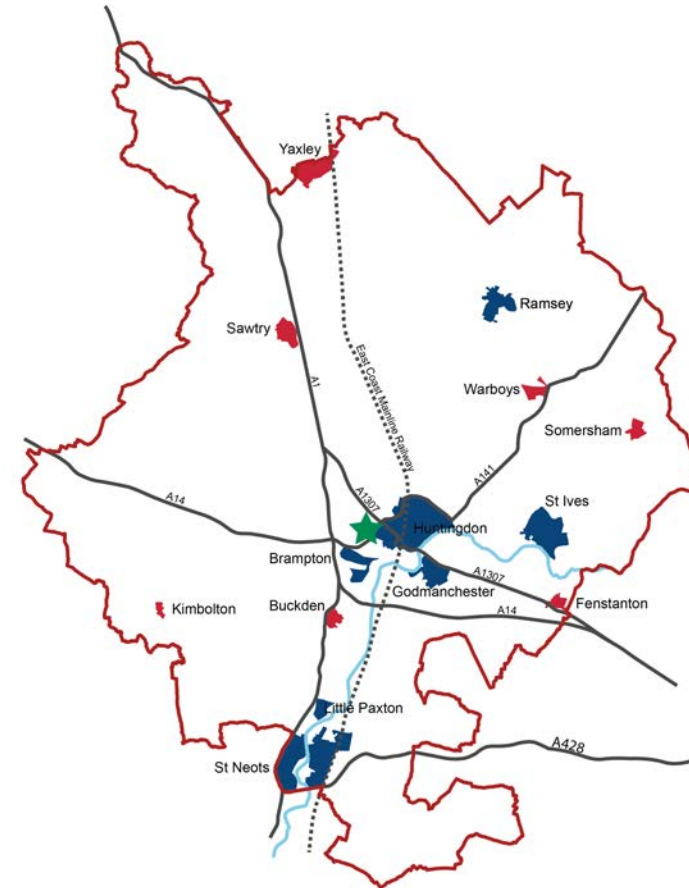 Yaxley
Ramsey
Sawtry
A1
East Coast Mainline Railway
Warboys
Somersham
A141
A14
A1307
St Ives
Huntingdon
Brampton
Godmanchester
A1307
Kimbolton
Buckden
A14
Fenstanton
Little Paxton
St Neots
A428